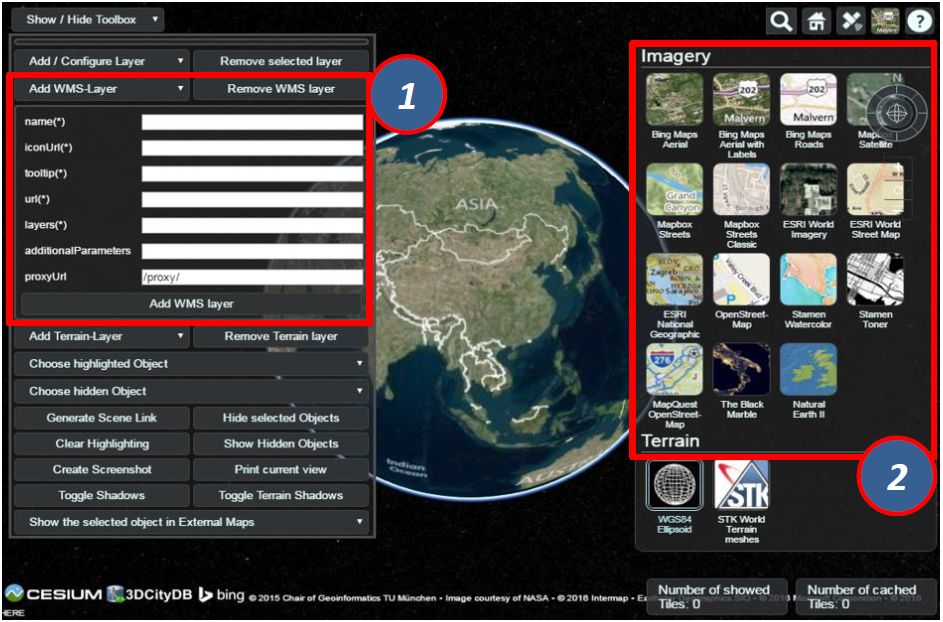 Show / Hide Toolbox
Add / Configure Layer
Remove selected layer
Add WMS-Layer
Remove WMS layer
1
name(*)
iconUrl(*)
tooltip(*)
url(*)
layers(*)
additionalParameters
proxyUrl
/proxy/
Add WMS layer
Add Terrain-Layer
Remove Terrain layer
Choose highlighted Object
Choose hidden Object
Generate Scene Link
Hide selected Objects
Clear Highlighting
Show Hidden Objects
Create Screenshot
Print current view
Toggle Shadows
Toggle Terrain Shadows
Show the selected object in External Maps
ASIA
Indian
Ocean
Malvern
?
Imagery
N
202
Malvern
202
Malvern
Bing Maps
Aerial
Bing Maps
Aerial with
Labels
Bing Maps
Roads
Mapbox
Satellite
Grand
Canyon
Mapbox
Streets
Mapbox
Streets
Classic
ESRI World
Imagery
ESRI World
Street Map
Zagreb
Sarajevo
P
ESRI
National
Geographic
OpenStreet-
Map
Stamen
Watercolor
Stamen
Toner
276
MapQuest
OpenStreet-
Map
The Black
Marble
Natural
Earth II
Terrain
2
STK
WGS84
Ellipsoid
STK World
Terrain
meshes
CESIUM 3DCityDB bing © 2015 Chair of Geoinformatics TU München - Image courtesy of NASA - © 2016 Intermap -
HERE
Number of showed
Tiles: 0
Number of cached
Tiles: 0